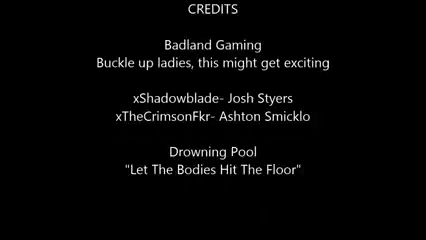 CREDITS
Badland Gaming
Buckle up ladies, this might get exciting
xShadowblade- Josh Styers
xTheCrimsonFkr- Ashton Smicklo
Drowning Pool
"Let The Bodies Hit The Floor"